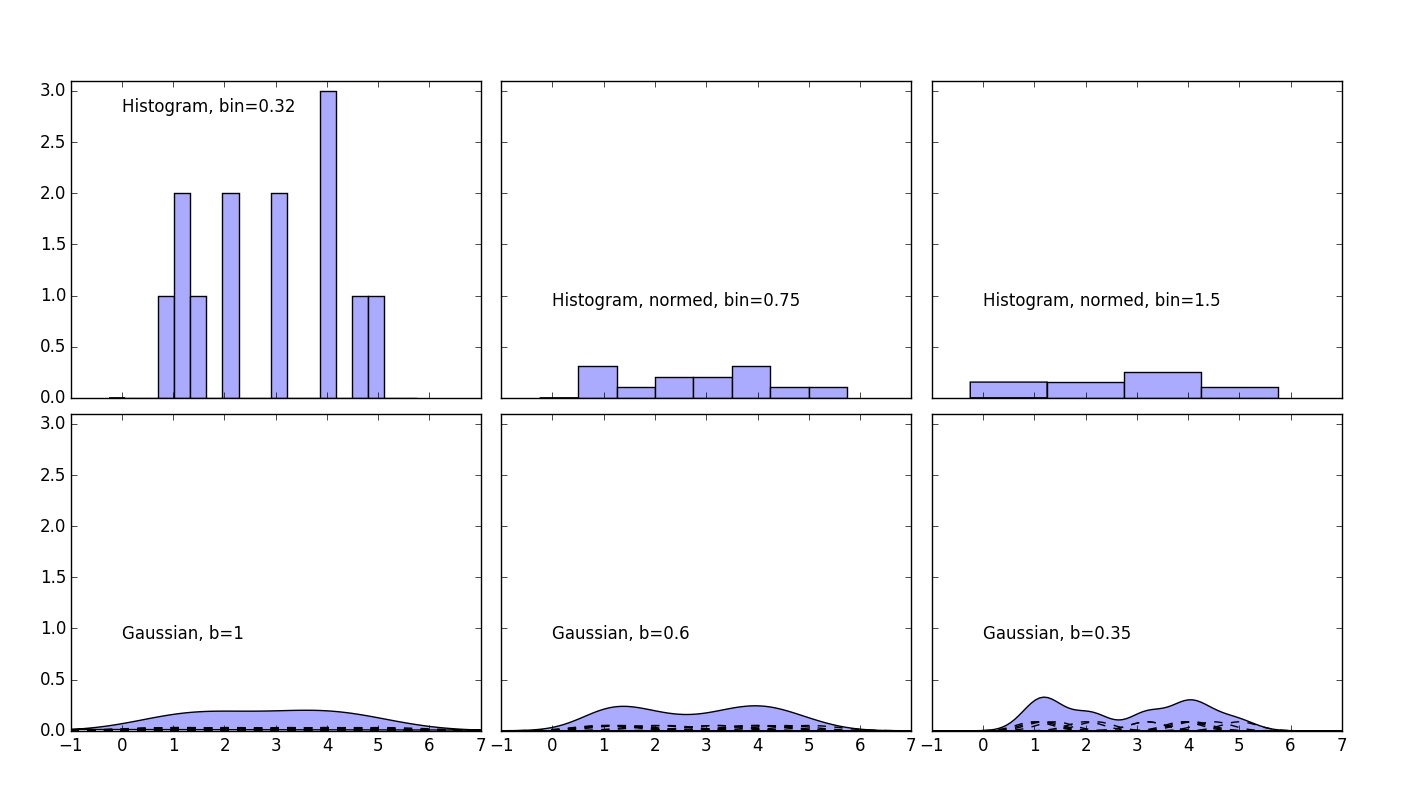 3.0
2.5
2.0
1.5
1.0
0.5
0.0
Histogram, bin=0.32
−1 0 1 2 3 4 5 6 7
Histogram, normed, bin=0.75
−1 0 1 2 3 4 5 6 7
Histogram, normed, bin=1.5
3.0
2.5
2.0
1.5
1.0
0.5
0.0
Gaussian, b=1
Gaussian, b=0.6
Gaussian, b=0.35
−1 0 1 2 3 4 5 6 7